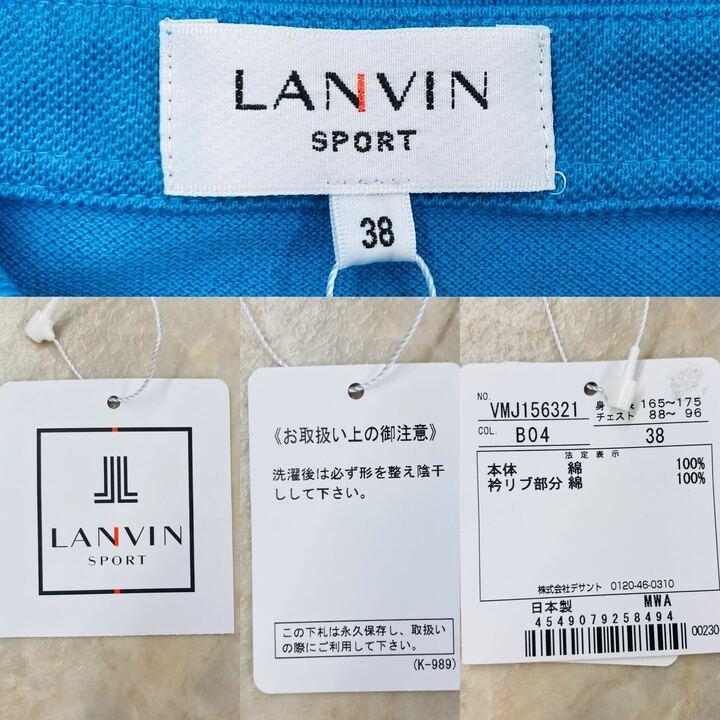 LANVIN
SPORT
38
LANVIN
SPORT
《お取扱い上の御注意》
洗濯後は必ず形を整え陰干
しして下さい。
この下札は永久保存し、取扱い
の際にご利用して下さい。
(K-989)
NO. VMJ156321 身 165～175
チェスト 88～ 96
COL. B04 38
法 定 表 示
本体 綿 100%
衿リブ部分 綿 100%
株式会社デサント 0120-46-0310
日本製 MWA
4549079258494
00230